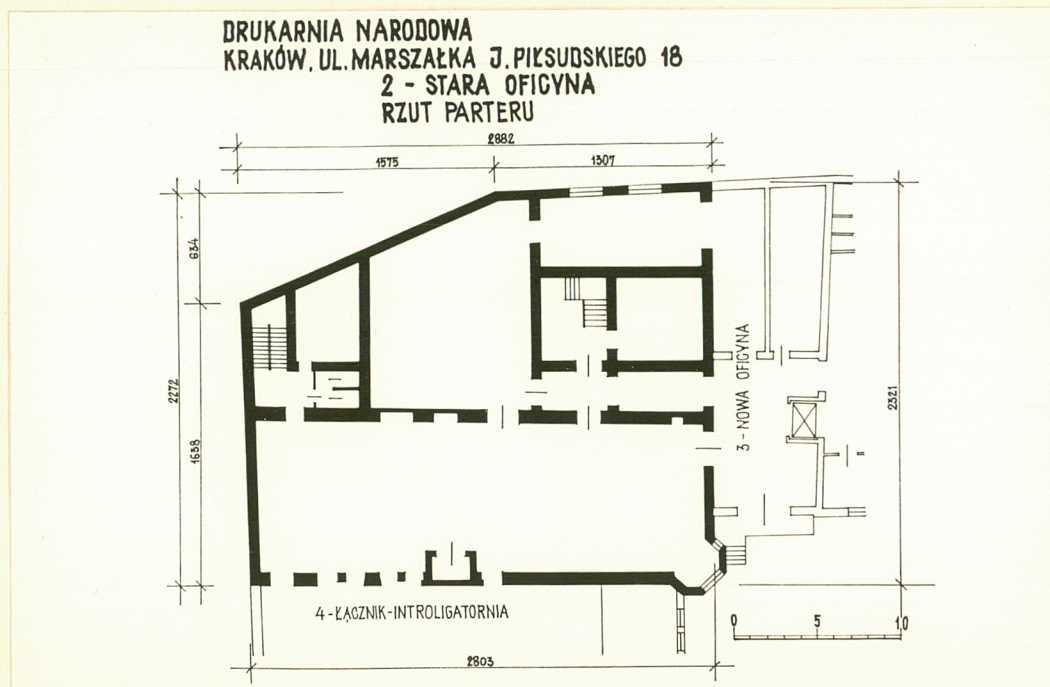 DRUKARNIA NARODOWA
KRAKÓW, UL. MARSZAŁKA J. PIŁSUDSKIEGO 18
2 - STARA OFICYNA
RZUT PARTERU
2882
1575
1307
634
2272
1638
2321
3 - NOWA OFICYNA
4-ŁĄCZNIK-INTROLIGATORNIA
0 5 10
2803